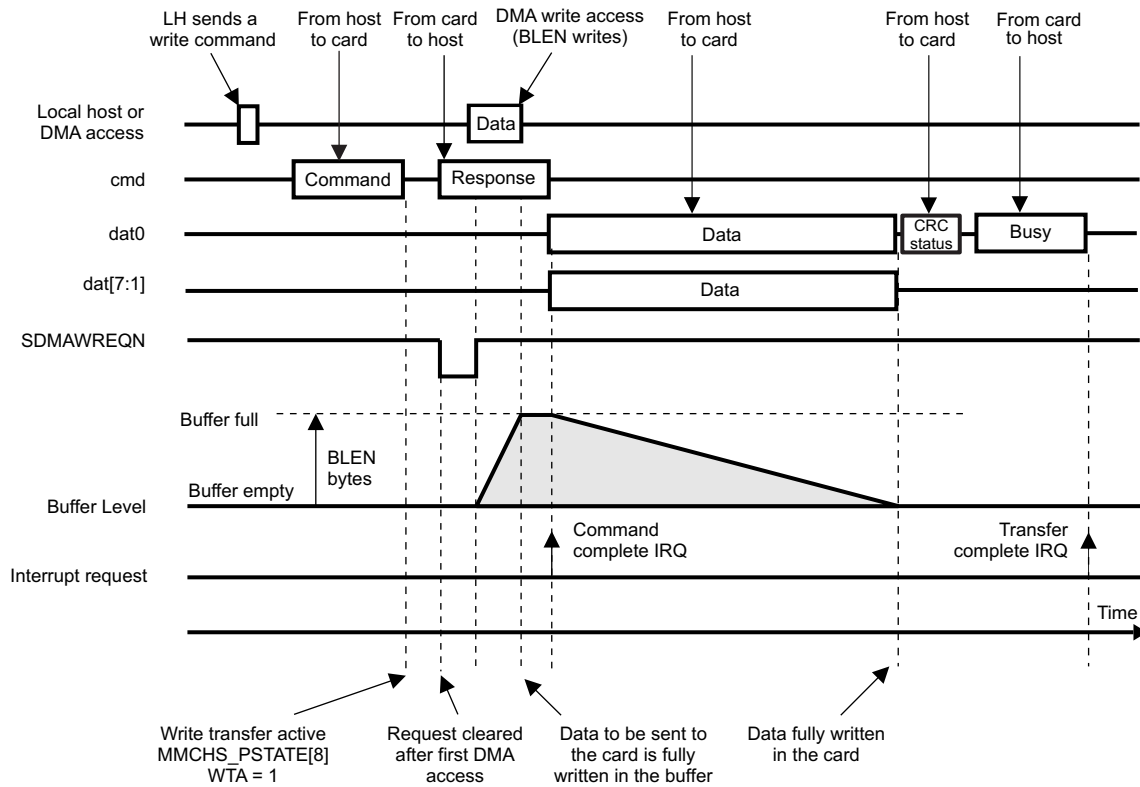 LH sends a
write command
From host
to card
From card
to host
DMA write access
(BLEN writes)
From host
to card
From host
to card
From card
to host
Local host or
DMA access
Data
cmd
Command
Response
dat0
Data
CRC
status
Busy
dat[7:1]
Data
SDMAWREQN
Buffer full
BLEN
bytes
Buffer empty
Buffer Level
Command
complete IRQ
Transfer
complete IRQ
Interrupt request
Time
Write transfer active
MMCHS_PSTATE[8]
WTA = 1
Request cleared
after first DMA
access
Data to be sent to
the card is fully
written in the buffer
Data fully written
in the card